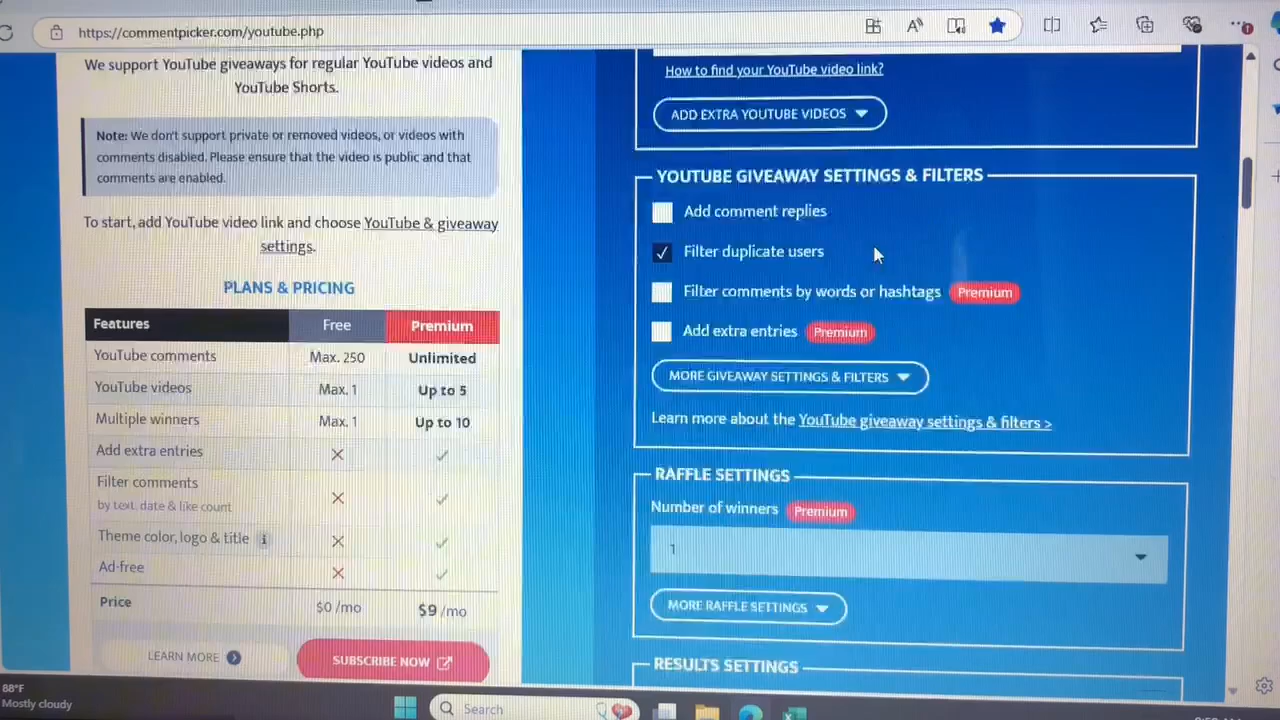 https://commentpicker.com/youtube.php
We support YouTube giveaways for regular YouTube videos and
YouTube Shorts.
Note: We don't support private or removed videos, or videos with
comments disabled. Please ensure that the video is public and that
comments are enabled.
To start, add YouTube video link and choose YouTube & giveaway
settings.
PLANS & PRICING
Features Free Premium
YouTube comments Max. 250 Unlimited
YouTube videos Max. 1 Up to 5
Multiple winners Max. 1 Up to 10
Add extra entries
Filter comments
by text, date & like count
Theme color, logo & title
Ad-free
Price $0 /mo $9 /mo
LEARN MORE
SUBSCRIBE NOW
How to find your YouTube video link?
ADD EXTRA YOUTUBE VIDEOS
YOUTUBE GIVEAWAY SETTINGS & FILTERS
Add comment replies
Filter duplicate users
Filter comments by words or hashtags Premium
Add extra entries Premium
MORE GIVEAWAY SETTINGS & FILTERS
Learn more about the YouTube giveaway settings & filters >
RAFFLE SETTINGS
Number of winners Premium
1
MORE RAFFLE SETTINGS
RESULTS SETTINGS
88°F
Mostly cloudy
Search